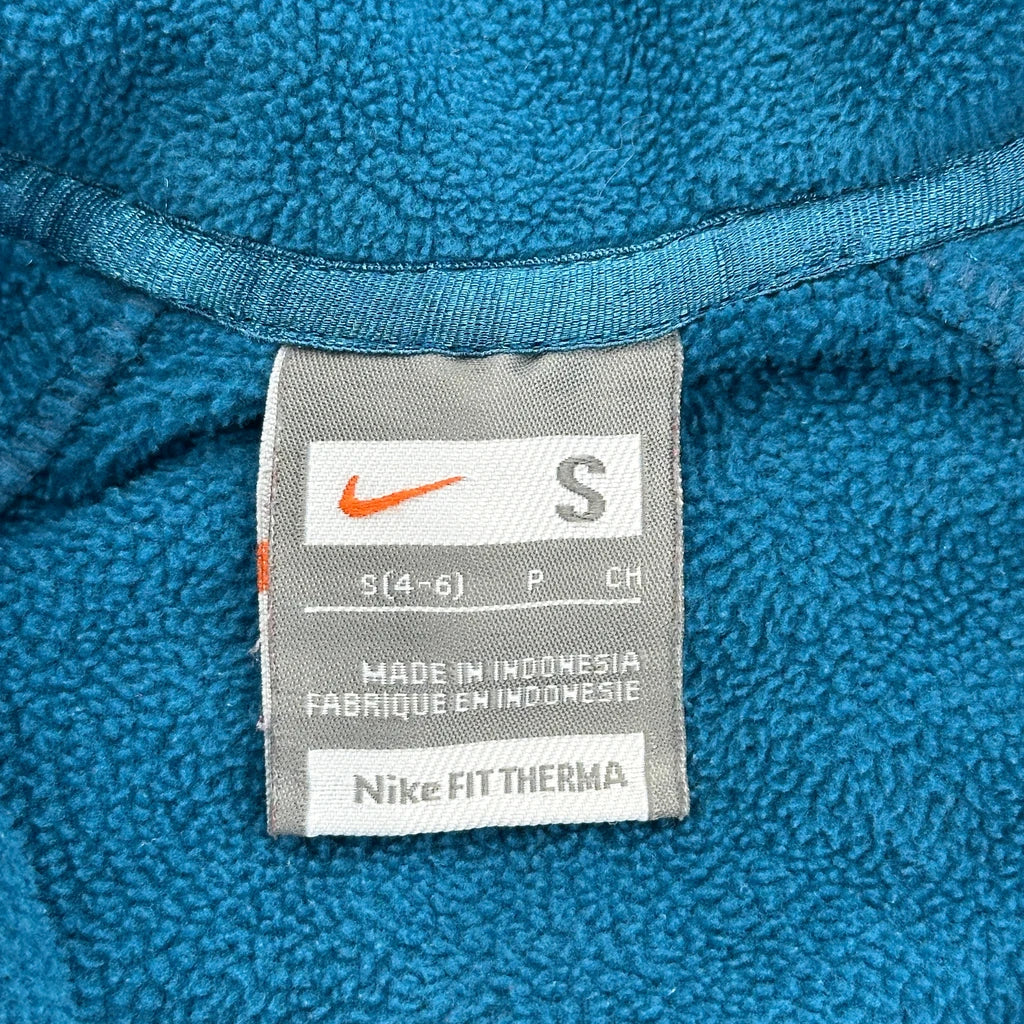 S
S(4-6) P CH
MADE IN INDONESIA
FABRIQUE EN INDONESIE
Nike FIT THERMA